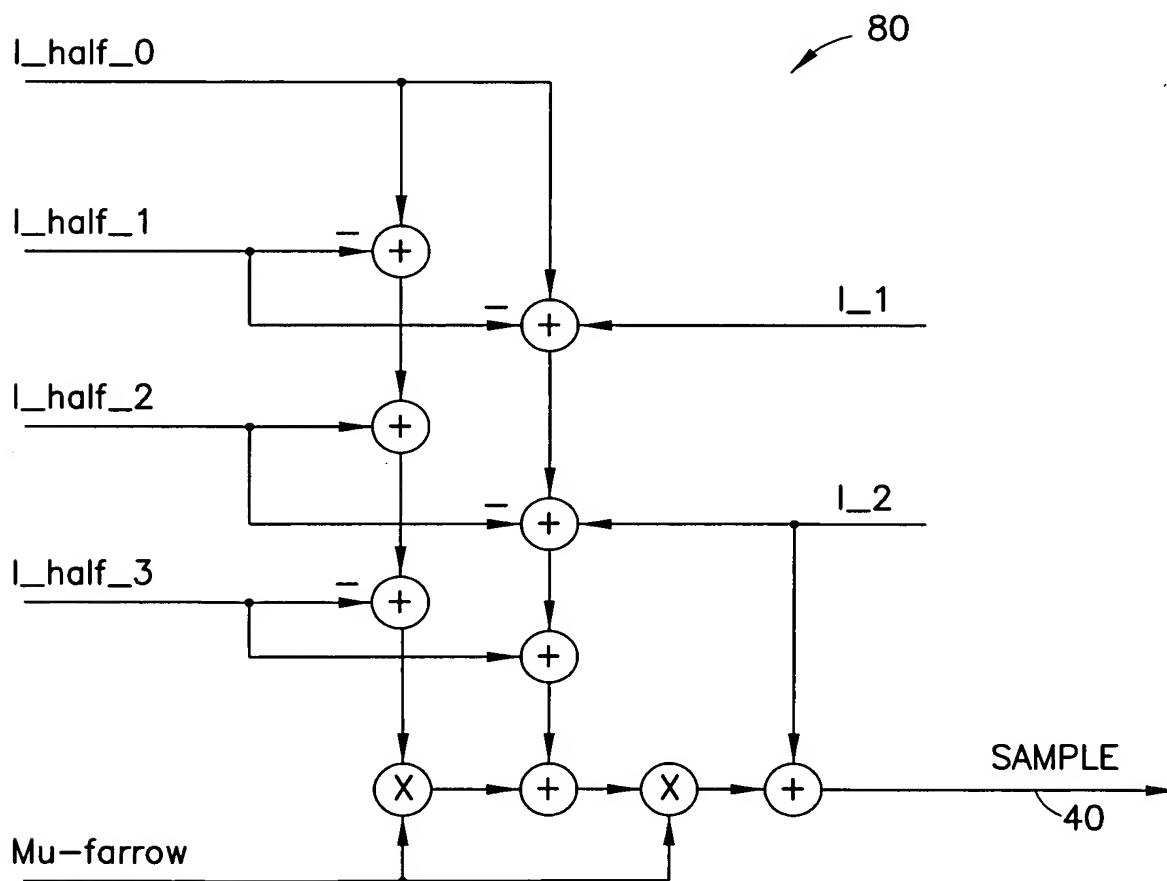 80
I_half_0
I_half_1
−
+
−
+
I_1
I_half_2
+
−
+
I_2
I_half_3
−
+
+
SAMPLE
X
+
X
+
40
Mu-farrow